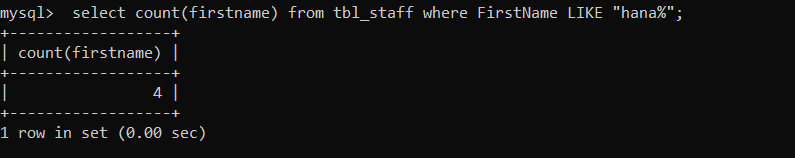 mysql>  select count(firstname) from tbl_staff where FirstName LIKE "hana%";
+------------------+
| count(firstname) |
+------------------+
|                4 |
+------------------+
1 row in set (0.00 sec)